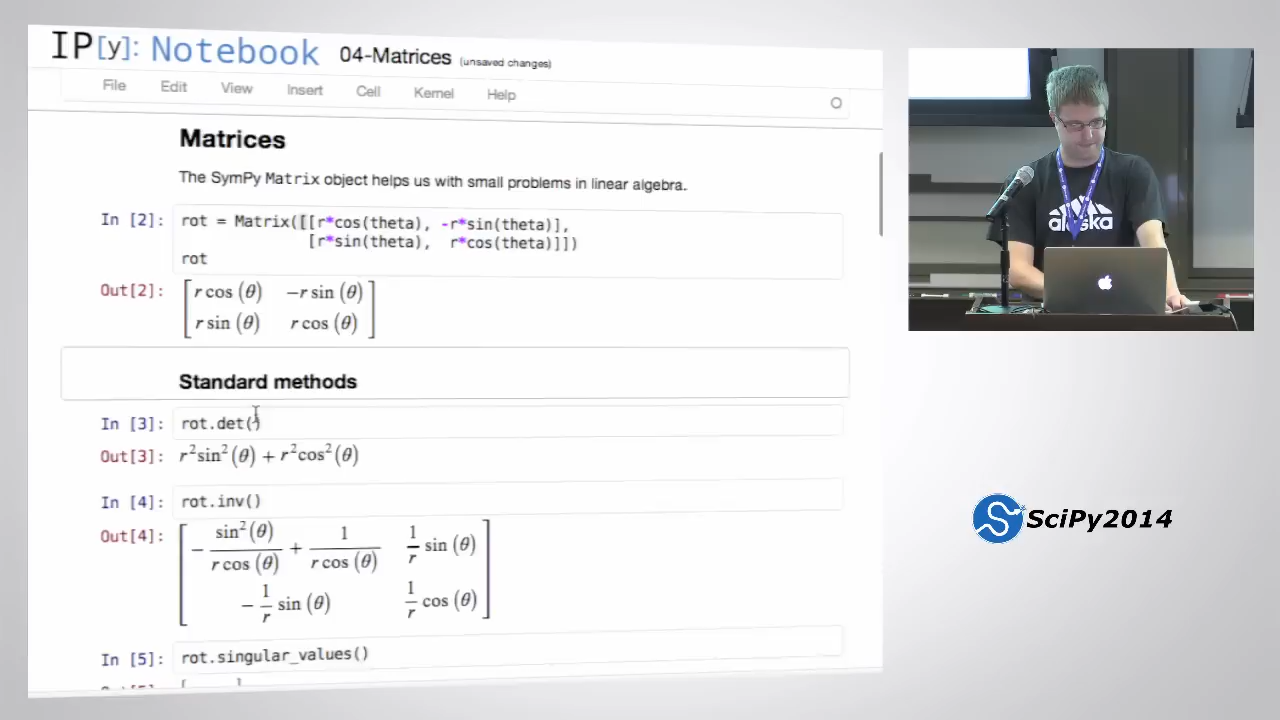 IP[y]: Notebook 04-Matrices (unsaved changes)
File Edit View Insert Cell Kernel Help
Matrices
The SymPy Matrix object helps us with small problems in linear algebra.
In [2]: rot = Matrix([[r*cos(theta), -r*sin(theta)],
[r*sin(theta), r*cos(theta)]])
rot
Out[2]: [r cos (θ) −r sin (θ)
r sin (θ) r cos (θ)]
Standard methods
In [3]: rot.det()
Out[3]: r²sin²(θ) + r²cos²(θ)
In [4]: rot.inv()
Out[4]: [− sin²(θ)/(r cos (θ)) + 1/(r cos (θ)) 1/r sin (θ)
− 1/r sin (θ) 1/r cos (θ)]
In [5]: rot.singular_values()
alaska
SciPy2014